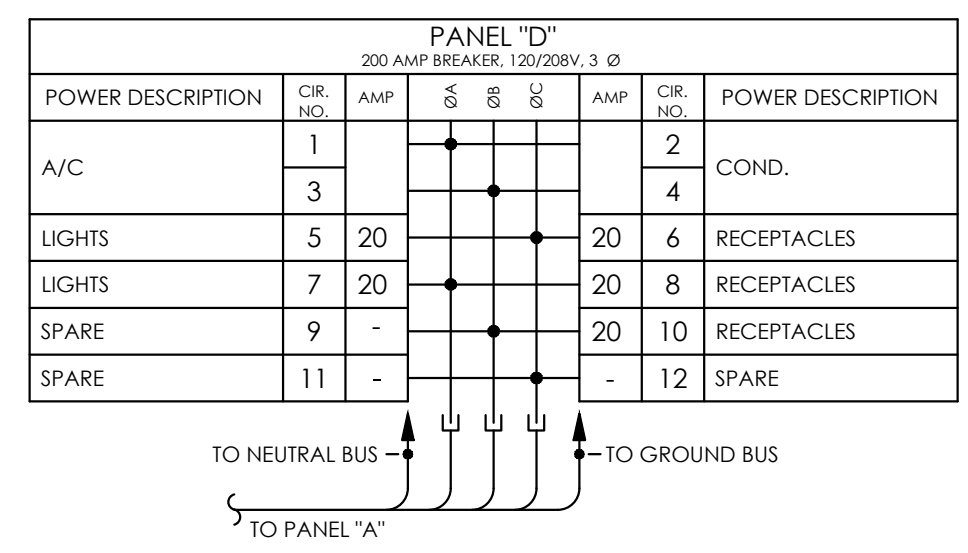 PANEL "D"
200 AMP BREAKER, 120/208V, 3 Ø
POWER DESCRIPTION CIR. NO. AMP ØA ØB ØC AMP CIR. NO. POWER DESCRIPTION
A/C 1 2 COND.
3 4
LIGHTS 5 20 20 6 RECEPTACLES
LIGHTS 7 20 20 8 RECEPTACLES
SPARE 9 - 20 10 RECEPTACLES
SPARE 11 - - 12 SPARE
TO NEUTRAL BUS TO GROUND BUS
TO PANEL "A"